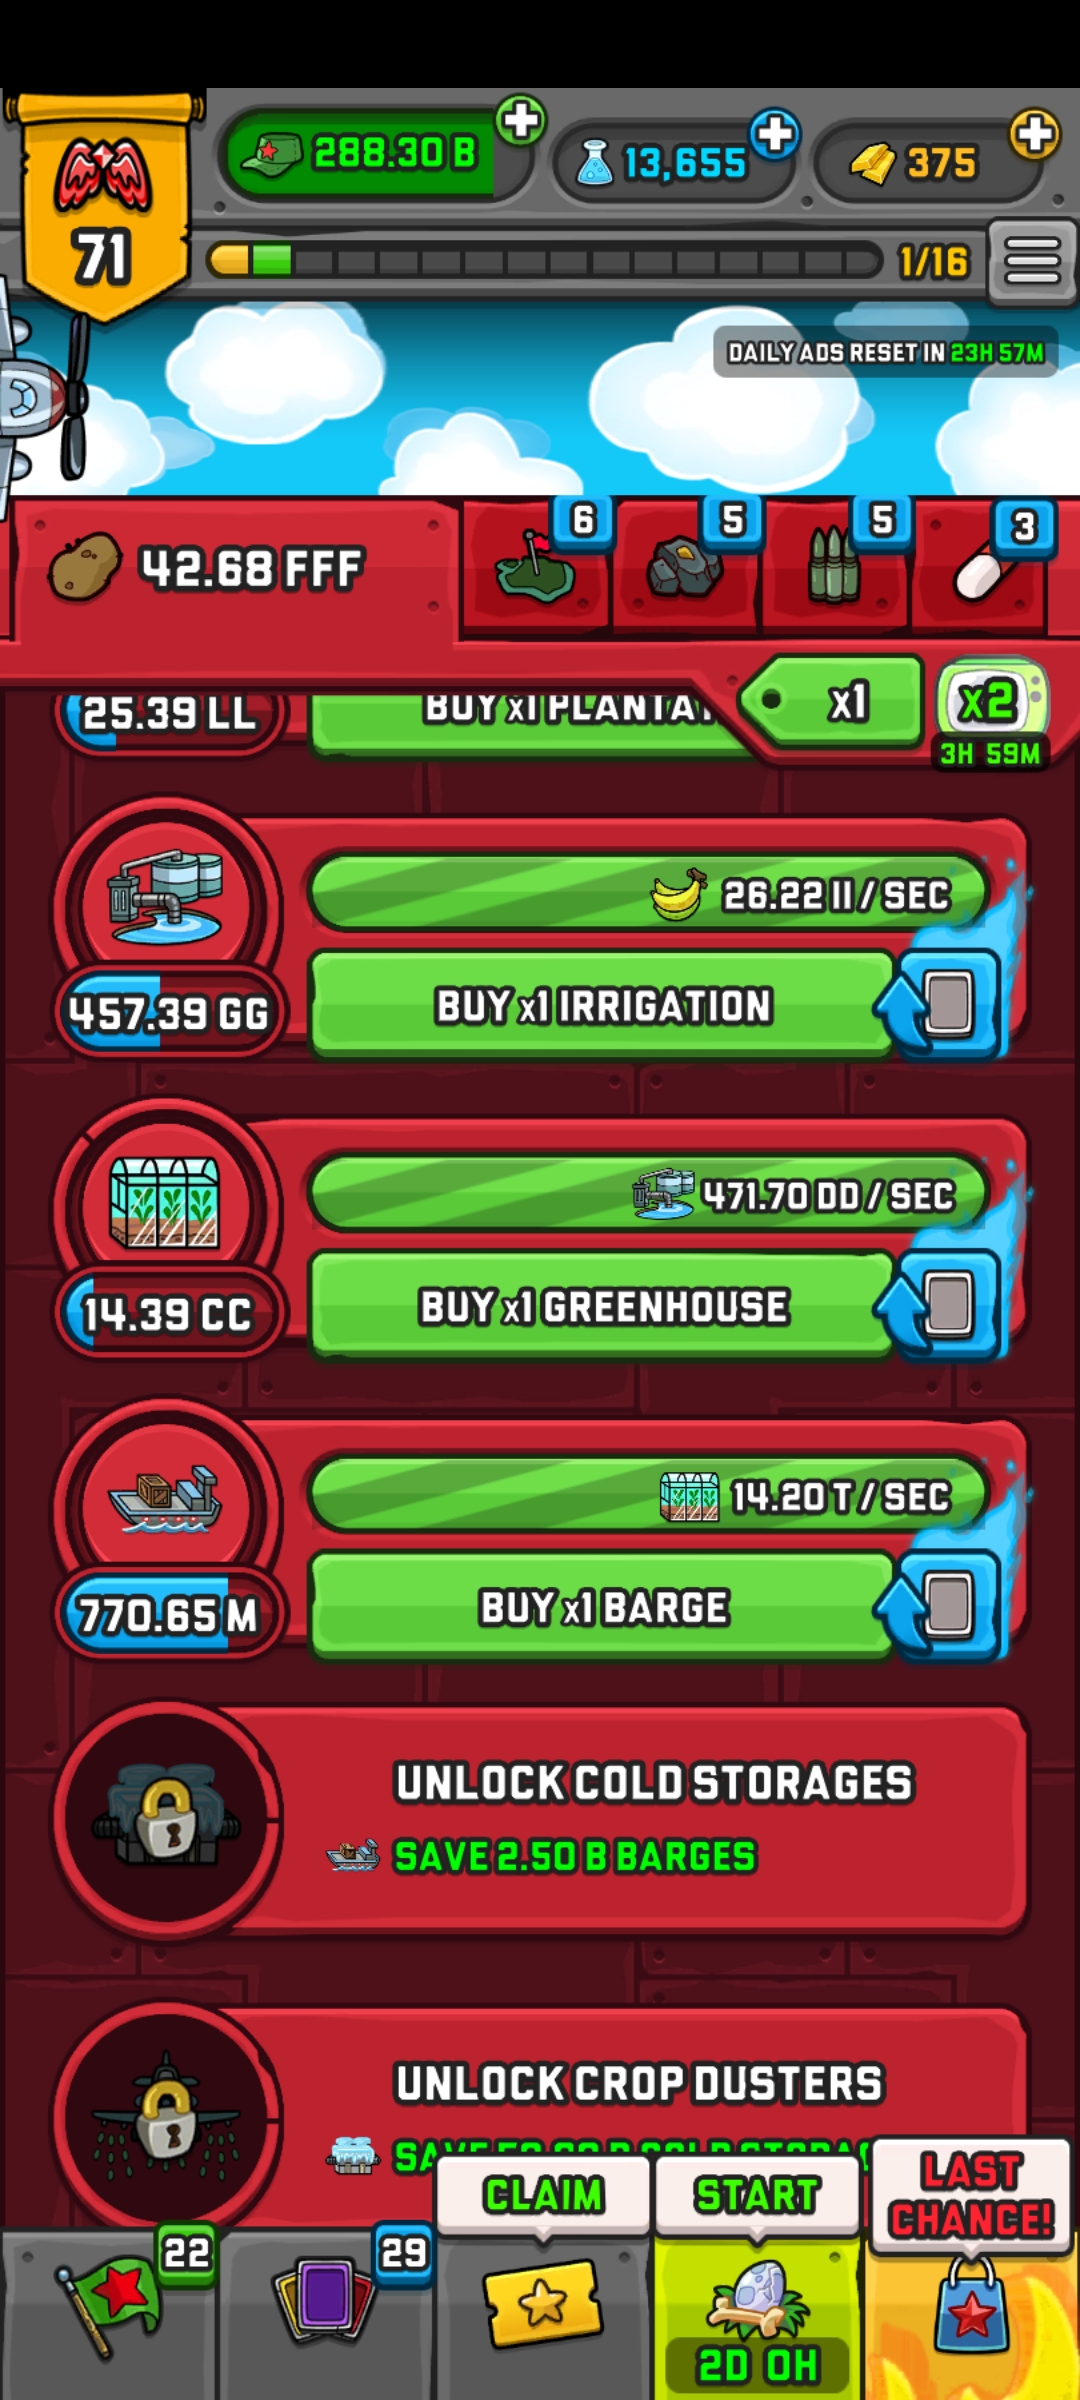 288.30 B
13,655
375
71
1/16
DAILY ADS RESET IN 23H 57M
42.68 FFF
6
5
5
3
x1
x2
3H 59M
25.39 LL
BUY x1
457.39 GG
26.22 II / SEC
BUY x1 IRRIGATION
14.39 CC
471.70 DD / SEC
BUY x1 GREENHOUSE
770.65 M
14.20 T / SEC
BUY x1 BARGE
UNLOCK COLD STORAGES
SAVE 2.50 B BARGES
UNLOCK CROP DUSTERS
CLAIM
START
LAST
CHANCE!
22
29
2D 0H